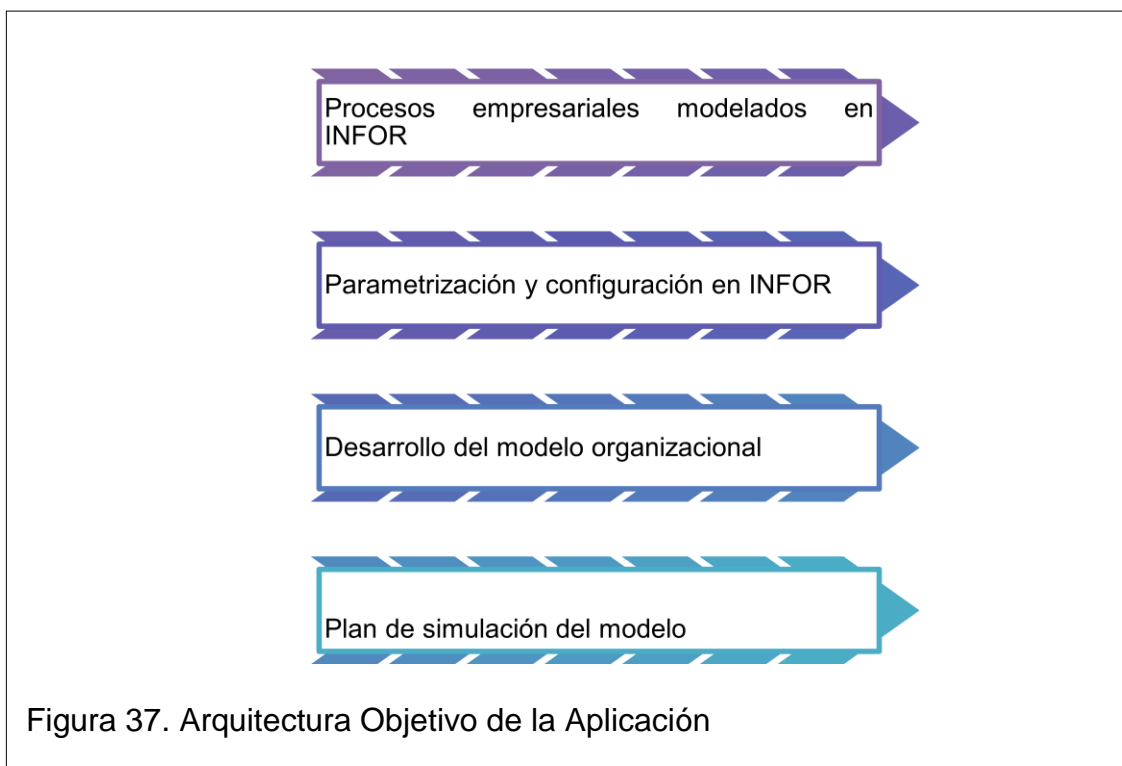 Procesos empresariales modelados en
INFOR
Parametrización y configuración en INFOR
Desarrollo del modelo organizacional
Plan de simulación del modelo
Figura 37. Arquitectura Objetivo de la Aplicación